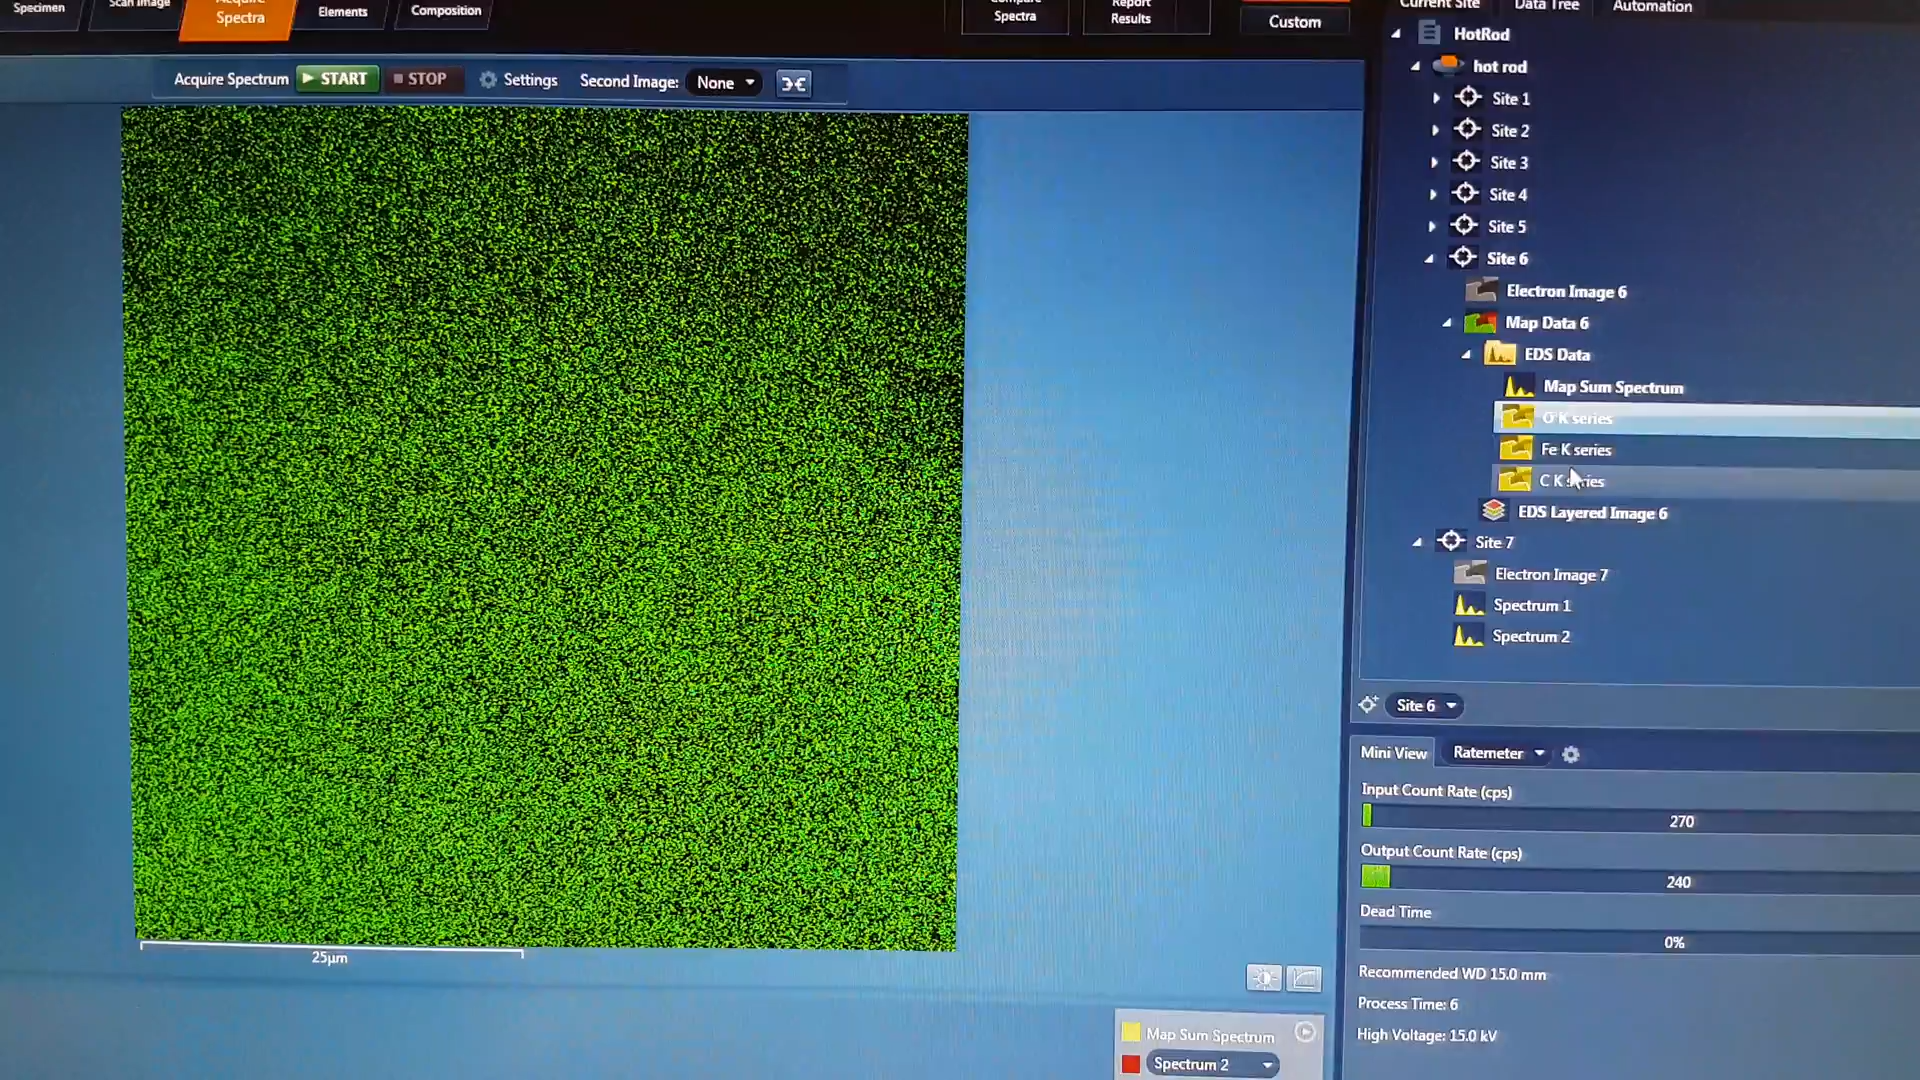 Specimen
Scan Image
Acquire
Spectra
Elements
Composition
Compare
Spectra
Report
Results
Custom
Current Site
Data Tree
Automation
Acquire Spectrum
START
STOP
Settings
Second Image:
None
HotRod
hot rod
Site 1
Site 2
Site 3
Site 4
Site 5
Site 6
Electron Image 6
Map Data 6
EDS Data
Map Sum Spectrum
O K series
Fe K series
C K series
EDS Layered Image 6
Site 7
Electron Image 7
Spectrum 1
Spectrum 2
Site 6
Mini View
Ratemeter
Input Count Rate (cps)
270
Output Count Rate (cps)
240
Dead Time
0%
Recommended WD 15.0 mm
Process Time: 6
High Voltage: 15.0 kV
25µm
Map Sum Spectrum
Spectrum 2